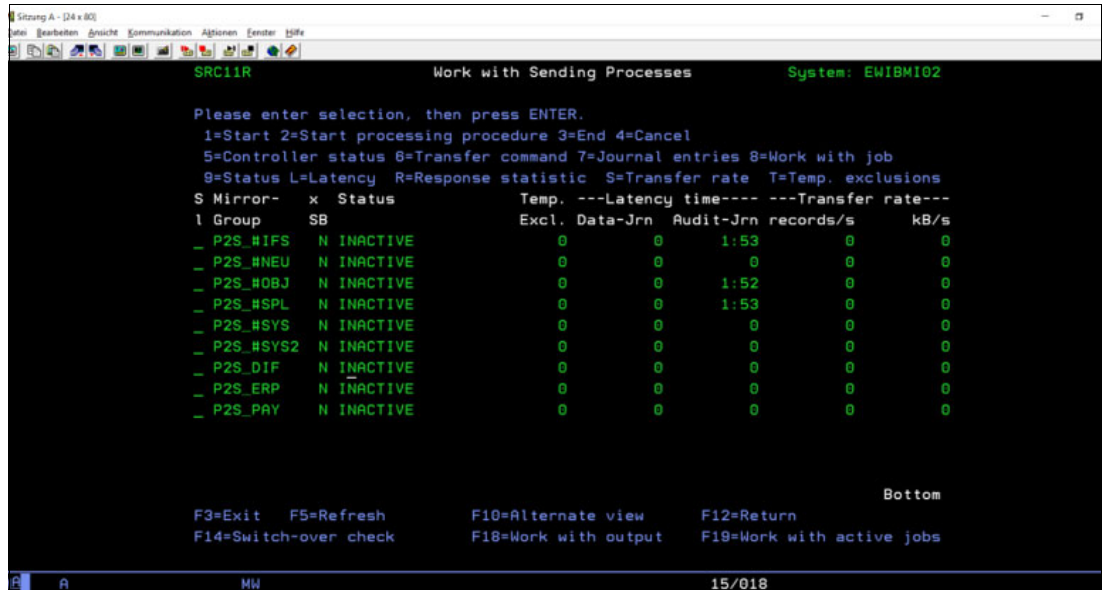 Sitzung A - [24 x 80]
Datei Bearbeiten Ansicht Kommunikation Aktionen Fenster Hilfe
SRC11R Work with Sending Processes System: EWIBMI02
Please enter selection, then press ENTER.
1=Start 2=Start processing procedure 3=End 4=Cancel
5=Controller status 6=Transfer command 7=Journal entries 8=Work with job
9=Status L=Latency R=Response statistic S=Transfer rate T=Temp. exclusions
S Mirror- x Status Temp. ---Latency time---- ---Transfer rate---
l Group SB Excl. Data-Jrn Audit-Jrn records/s kB/s
_ P2S_#IFS N INACTIVE 0 0 1:53 0 0
_ P2S_#NEU N INACTIVE 0 0 0 0 0
_ P2S_#OBJ N INACTIVE 0 0 1:52 0 0
_ P2S_#SPL N INACTIVE 0 0 1:53 0 0
_ P2S_#SYS N INACTIVE 0 0 0 0 0
_ P2S_#SYS2 N INACTIVE 0 0 0 0 0
_ P2S_DIF N INACTIVE 0 0 0 0 0
_ P2S_ERP N INACTIVE 0 0 0 0 0
_ P2S_PAY N INACTIVE 0 0 0 0 0
Bottom
F3=Exit F5=Refresh F10=Alternate view F12=Return
F14=Switch-over check F18=Work with output F19=Work with active jobs
A A MW 15/018